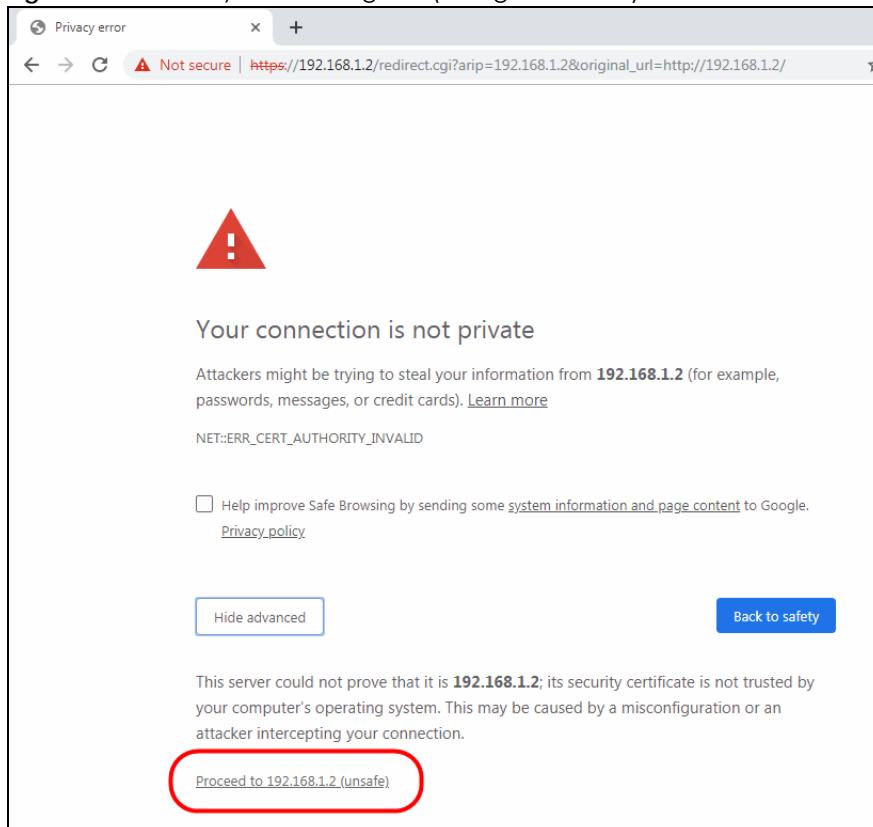 Privacy error
Not secure | https://192.168.1.2/redirect.cgi?arip=192.168.1.2&original_url=http://192.168.1.2/
Your connection is not private
Attackers might be trying to steal your information from 192.168.1.2 (for example,
passwords, messages, or credit cards). Learn more
NET::ERR_CERT_AUTHORITY_INVALID
Help improve Safe Browsing by sending some system information and page content to Google.
Privacy policy
Hide advanced
Back to safety
This server could not prove that it is 192.168.1.2; its security certificate is not trusted by
your computer's operating system. This may be caused by a misconfiguration or an
attacker intercepting your connection.
Proceed to 192.168.1.2 (unsafe)